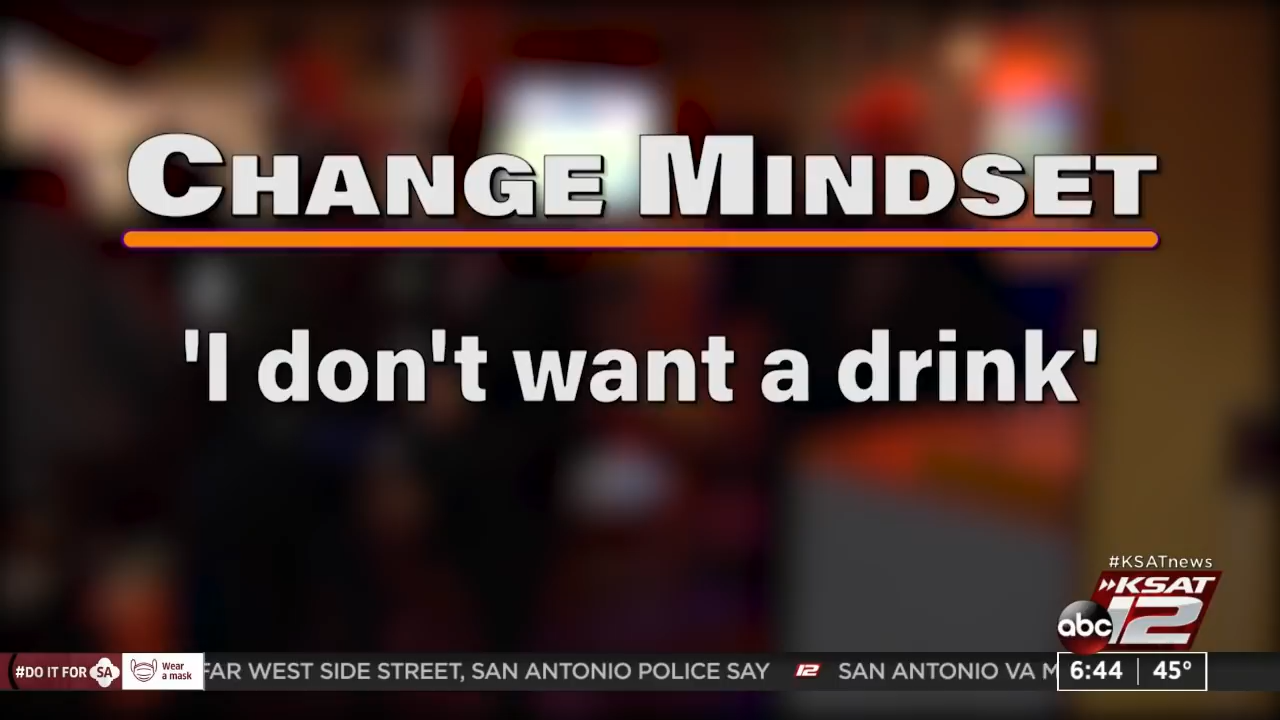 CHANGE MINDSET
'I don't want a drink'
#KSATnews
KSAT
abc 12
#DO IT FOR SA
Wear
a mask
FAR WEST SIDE STREET, SAN ANTONIO POLICE SAY 12 SAN ANTONIO VA M
6:44 45°